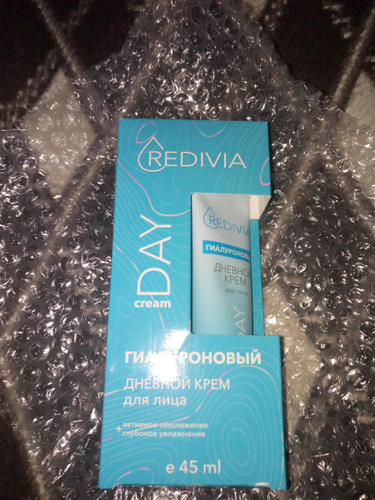 REDIVIA
DAY
cream
REDIVIA
ГИАЛУРОНОВ
ДНЕВНОЙ
КРЕМ
для лица
DAY
ГИАЛУРОНОВЫЙ
ДНЕВНОЙ КРЕМ
для лица
+ активное омоложение
глубокое увлажнение
e 45 ml